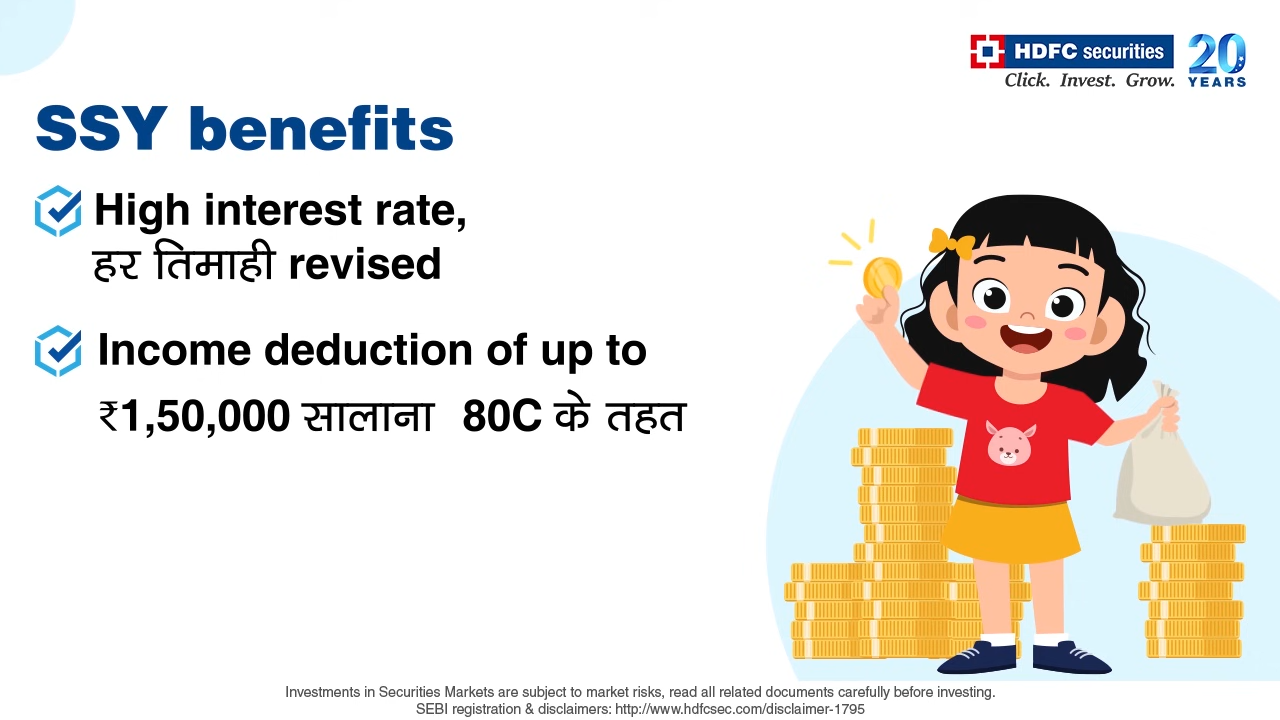 HDFC securities
Click. Invest. Grow.
20
YEARS
SSY benefits
High interest rate,
हर तिमाही revised
Income deduction of up to
₹1,50,000 सालाना 80C के तहत
Investments in Securities Markets are subject to market risks, read all related documents carefully before investing.
SEBI registration & disclaimers: http://www.hdfcsec.com/disclaimer-1795